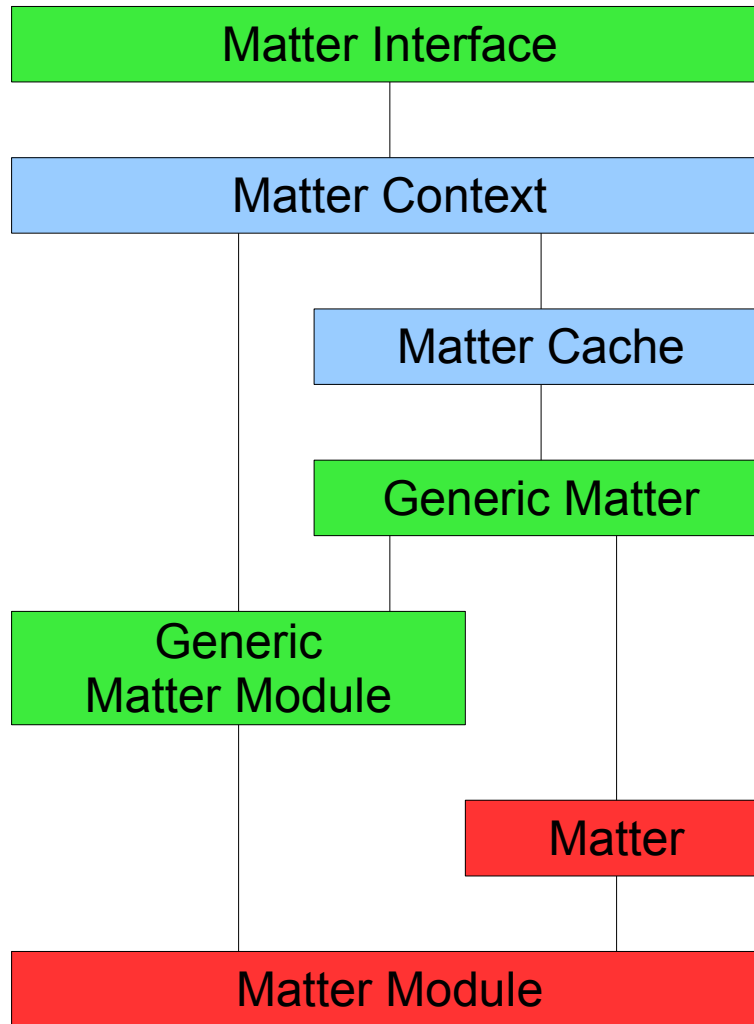 Matter Interface
Matter Context
Matter Cache
Generic Matter
Generic
Matter Module
Matter
Matter Module